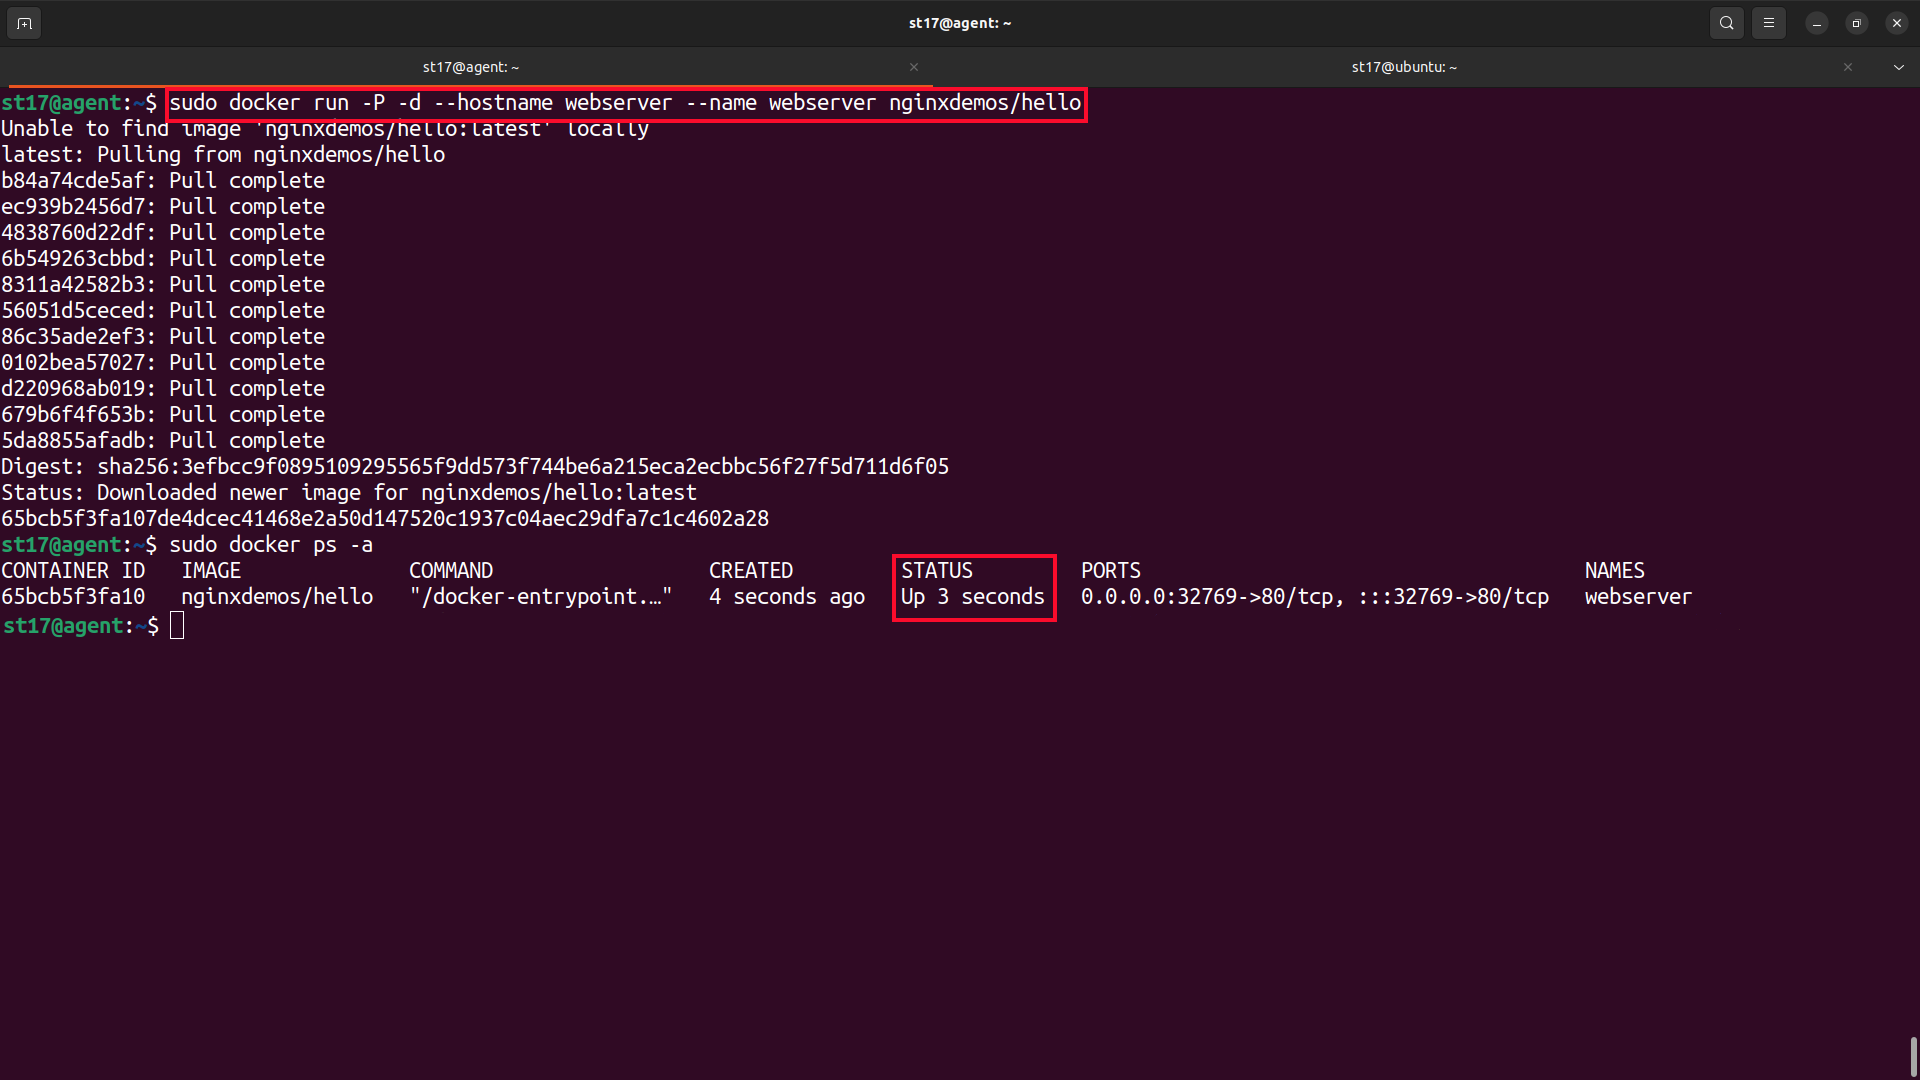 st17@agent: ~
st17@agent: ~
st17@ubuntu: ~
st17@agent:~$ sudo docker run -P -d --hostname webserver --name webserver nginxdemos/hello
Unable to find image 'nginxdemos/hello:latest' locally
latest: Pulling from nginxdemos/hello
b84a74cde5af: Pull complete
ec939b2456d7: Pull complete
4838760d22df: Pull complete
6b549263cbbd: Pull complete
8311a42582b3: Pull complete
56051d5ceced: Pull complete
86c35ade2ef3: Pull complete
0102bea57027: Pull complete
d220968ab019: Pull complete
679b6f4f653b: Pull complete
5da8855afadb: Pull complete
Digest: sha256:3efbcc9f0895109295565f9dd573f744be6a215eca2ecbbc56f27f5d711d6f05
Status: Downloaded newer image for nginxdemos/hello:latest
65bcb5f3fa107de4dcec41468e2a50d147520c1937c04aec29dfa7c1c4602a28
st17@agent:~$ sudo docker ps -a
CONTAINER ID   IMAGE              COMMAND                  CREATED         STATUS         PORTS                                     NAMES
65bcb5f3fa10   nginxdemos/hello   "/docker-entrypoint.…"   4 seconds ago   Up 3 seconds   0.0.0.0:32769->80/tcp, :::32769->80/tcp   webserver
st17@agent:~$